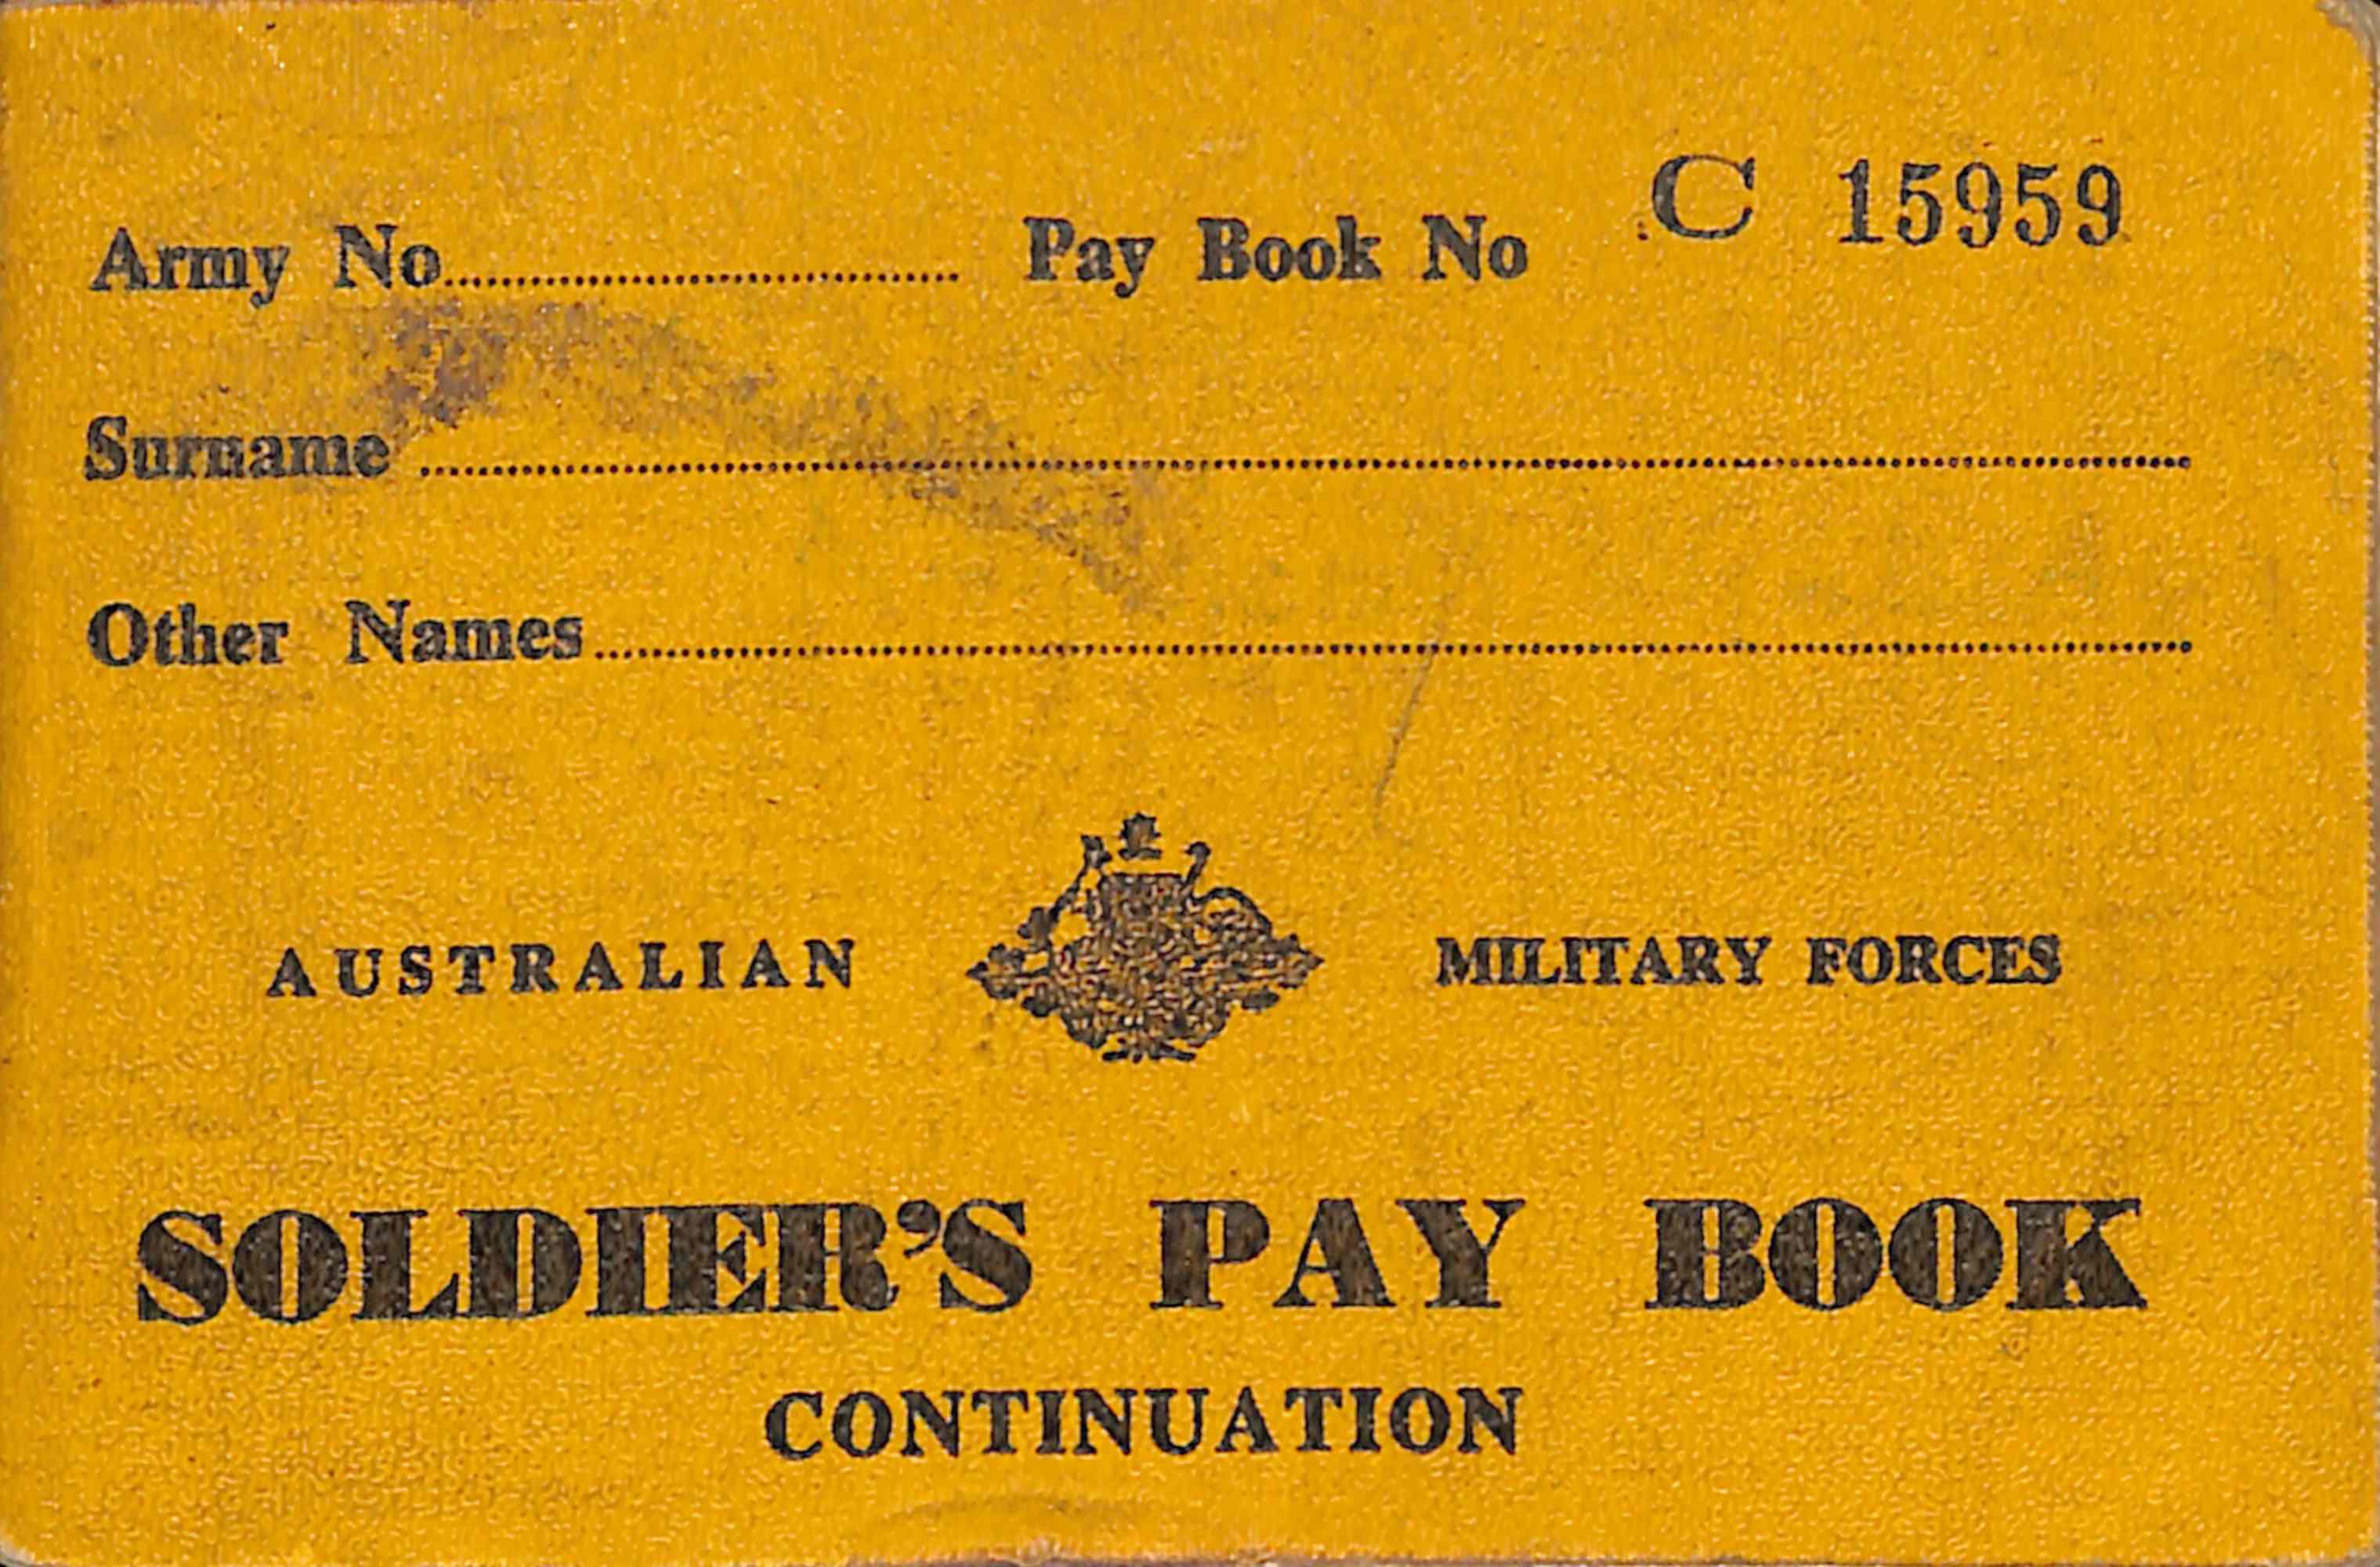 Army No.............................. Pay Book No C 15959
Surname ..............................
Other Names..............................
AUSTRALIAN MILITARY FORCES
SOLDIER'S PAY BOOK
CONTINUATION